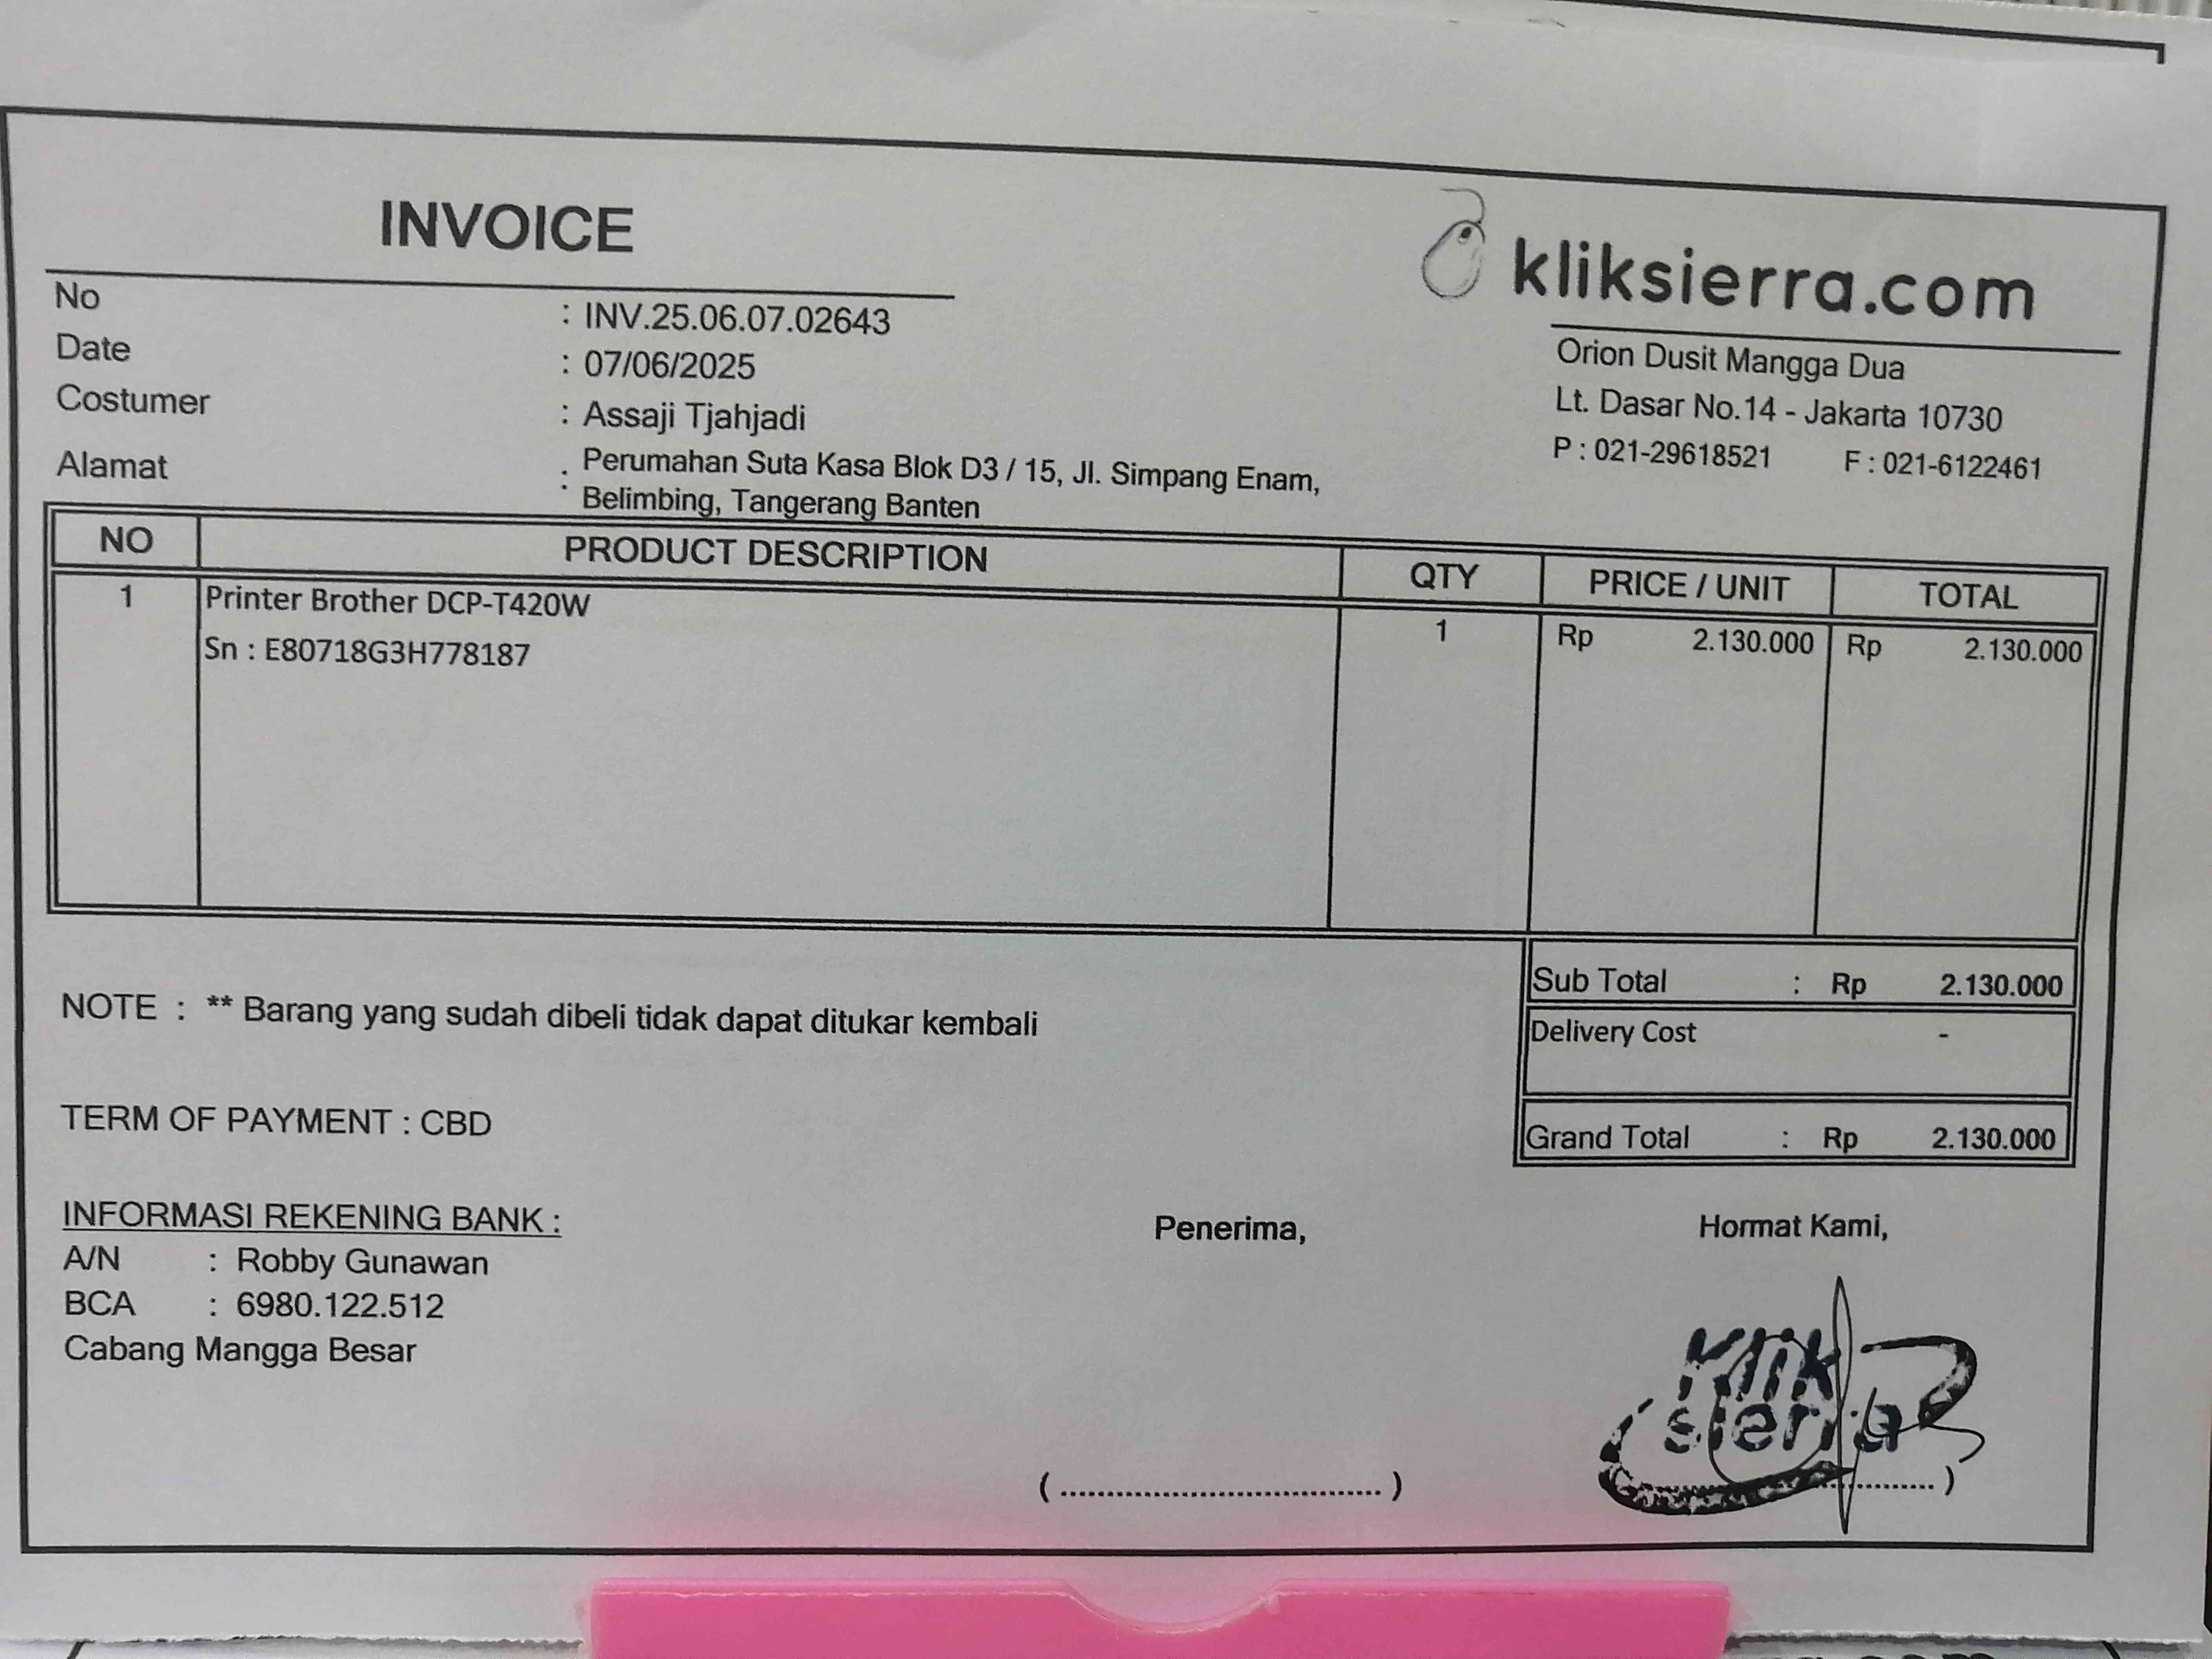 INVOICE
kliksierra.com
Orion Dusit Mangga Dua
Lt. Dasar No.14 - Jakarta 10730
P : 021-29618521 F : 021-6122461
No : INV.25.06.07.02643
Date : 07/06/2025
Costumer : Assaji Tjahjadi
Alamat : Perumahan Suta Kasa Blok D3 / 15, Jl. Simpang Enam,
Belimbing, Tangerang Banten
NO PRODUCT DESCRIPTION QTY PRICE / UNIT TOTAL
1 Printer Brother DCP-T420W 1 Rp 2.130.000 Rp 2.130.000
Sn : E80718G3H778187
Sub Total : Rp 2.130.000
Delivery Cost -
Grand Total : Rp 2.130.000
NOTE : ** Barang yang sudah dibeli tidak dapat ditukar kembali
TERM OF PAYMENT : CBD
INFORMASI REKENING BANK :
A/N : Robby Gunawan
BCA : 6980.122.512
Cabang Mangga Besar
Penerima,
( .................................. )
Hormat Kami,
Klik
sierra